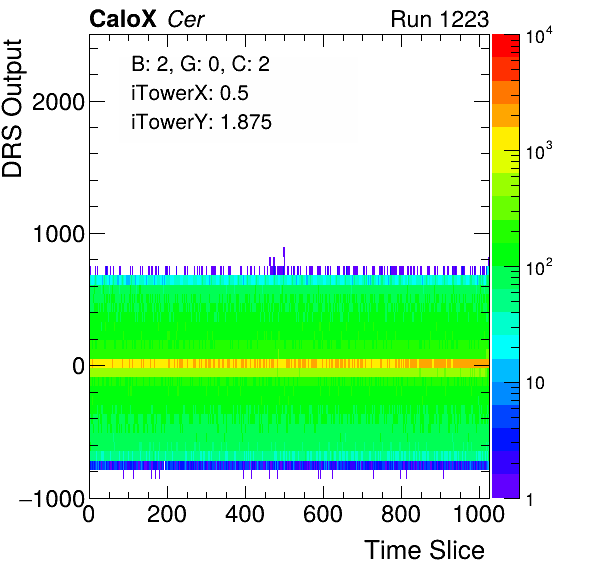 CaloX Cer
Run 1223
DRS Output
B: 2, G: 0, C: 2
iTowerX: 0.5
iTowerY: 1.875
2000
1000
0
−1000
0 200 400 600 800 1000
Time Slice
10^4
10^3
10^2
10
1